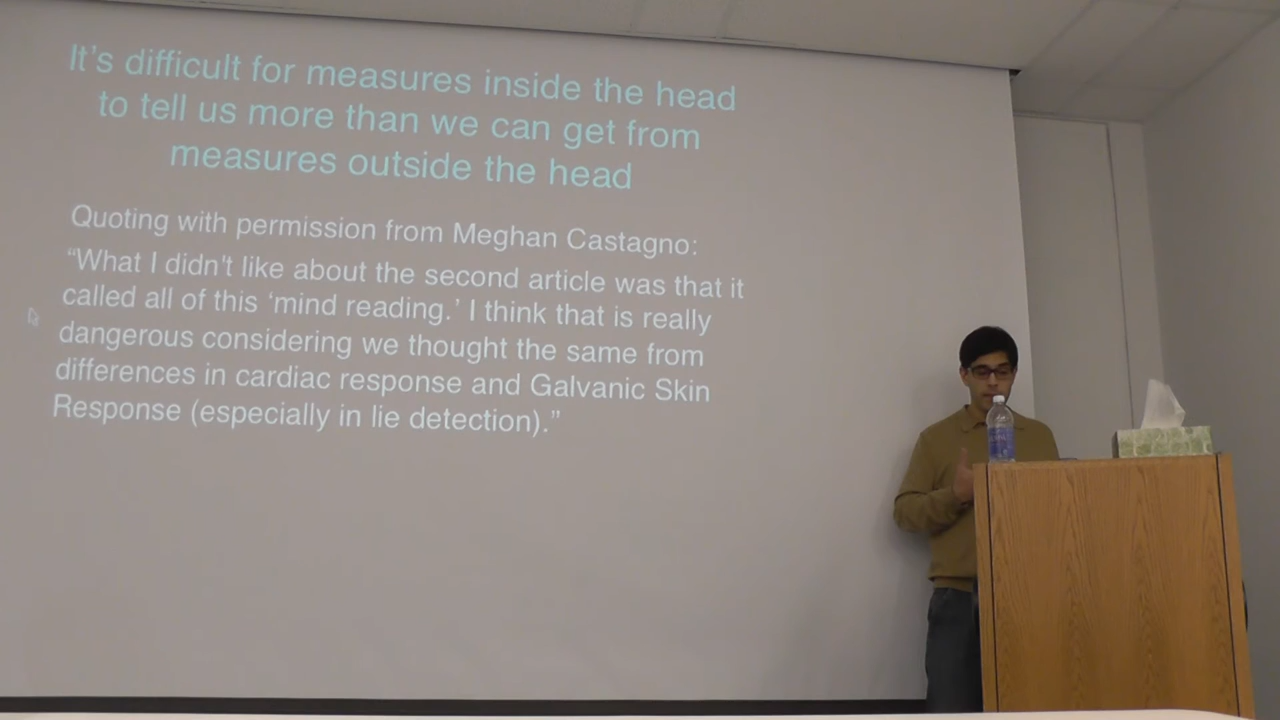 It's difficult for measures inside the head
to tell us more than we can get from
measures outside the head
Quoting with permission from Meghan Castagno:
“What I didn't like about the second article was that it
called all of this ‘mind reading.’ I think that is really
dangerous considering we thought the same from
differences in cardiac response and Galvanic Skin
Response (especially in lie detection).”